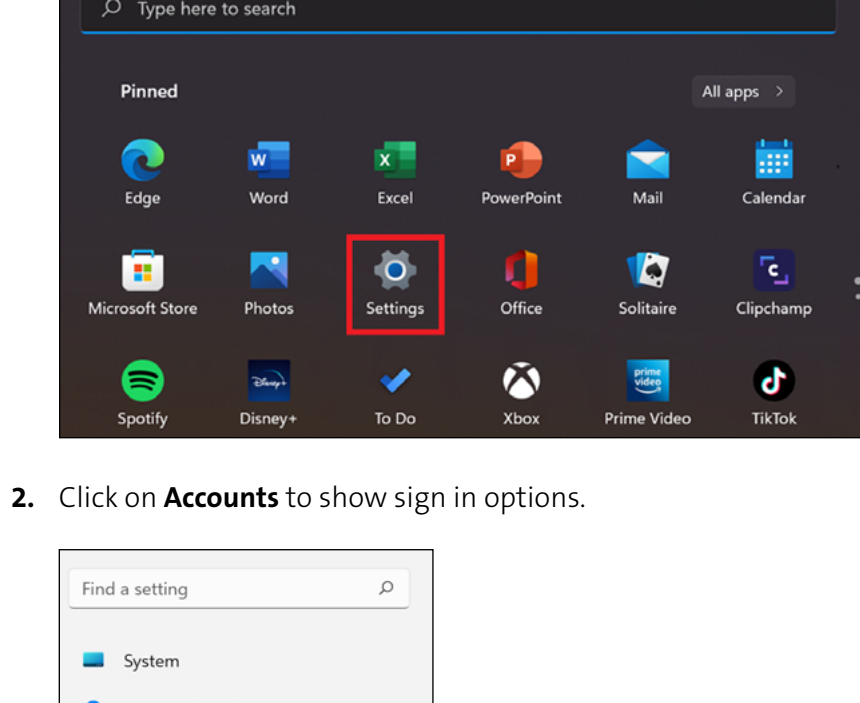 Type here to search
Pinned
All apps >
Edge
Word
Excel
PowerPoint
Mail
Calendar
Microsoft Store
Photos
Settings
Office
Solitaire
Clipchamp
Spotify
Disney+
To Do
Xbox
prime video
Prime Video
TikTok
2. Click on Accounts to show sign in options.
Find a setting
System